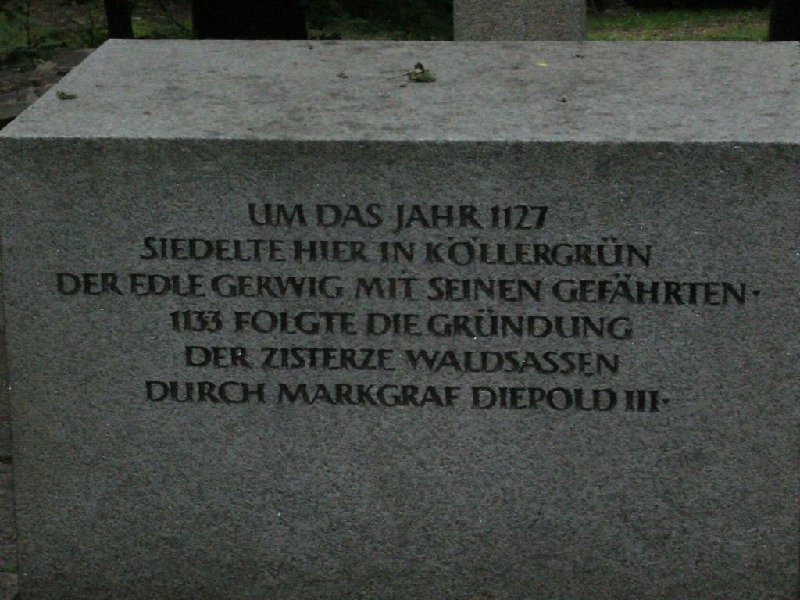 UM DAS JAHR 1127
SIEDELTE HIER IN KÖLLERGRÜN
DER EDLE GERWIG MIT SEINEN GEFÄHRTEN·
1133 FOLGTE DIE GRÜNDUNG
DER ZISTERZE WALDSASSEN
DURCH MARKGRAF DIEPOLD III·